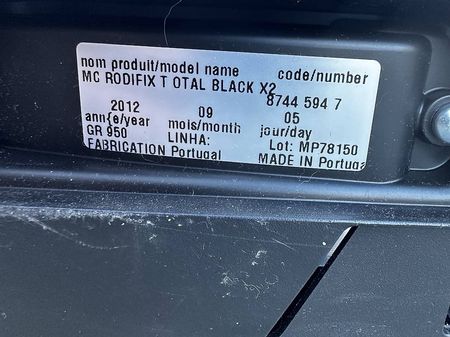 nom produit/model name code/number
MC RODIFIX T OTAL BLACK X2
2012 09 8744 594 7
ann{e/year mois/month 05
GR 950 LINHA: jour/day
FABRICATION Portugal Lot: MP78150
MADE IN Portugal